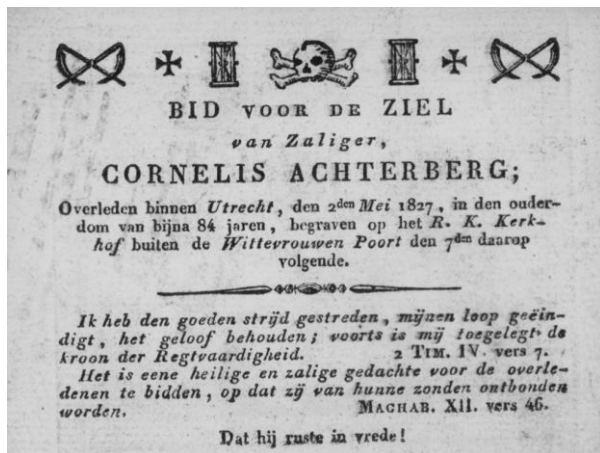 BID VOOR DE ZIEL
van Zaliger,
CORNELIS ACHTERBERG;
Overleden binnen Utrecht, den 2den Mei 1827, in den ouder-
dom van bijna 84 jaren, begraven op het R. K. Kerk-
hof buiten de Wittevrouwen Poort den 7den daarop
volgende.
Ik heb den goeden strijd gestreden, mijnen loop geëin-
digt, het geloof behouden; voorts is mij toegelegt de
kroon der Regtvaardigheid. 2 TIM. IV. vers 7.
Het is eene heilige en zalige gedachte voor de overle-
denen te bidden, op dat zij van hunne zonden ontbonden
worden. MACHAB. XII. vers 46.
Dat hij ruste in vrede!